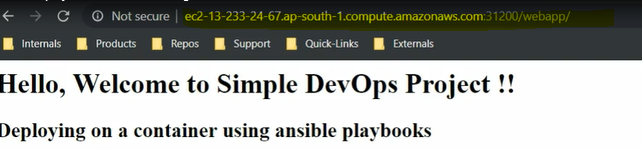 Not secure | ec2-13-233-24-67.ap-south-1.compute.amazonaws.com:31200/webapp/
Internals Products Repos Support Quick-Links Externals
Hello, Welcome to Simple DevOps Project !!
Deploying on a container using ansible playbooks